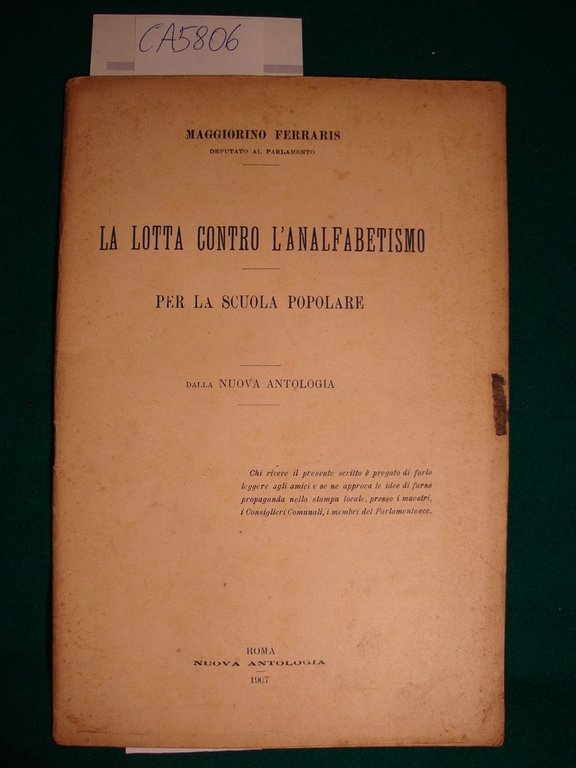 CA5806
MAGGIORINO FERRARIS
DEPUTATO AL PARLAMENTO
LA LOTTA CONTRO L'ANALFABETISMO
PER LA SCUOLA POPOLARE
DALLA NUOVA ANTOLOGIA
Chi riceve il presente scritto è pregato di farlo
leggere agli amici e se ne approva le idee di farne
propaganda nella stampa locale, presso i maestri,
i Consiglieri Comunali, i membri del Parlamento ecc.
ROMA
NUOVA ANTOLOGIA
1907